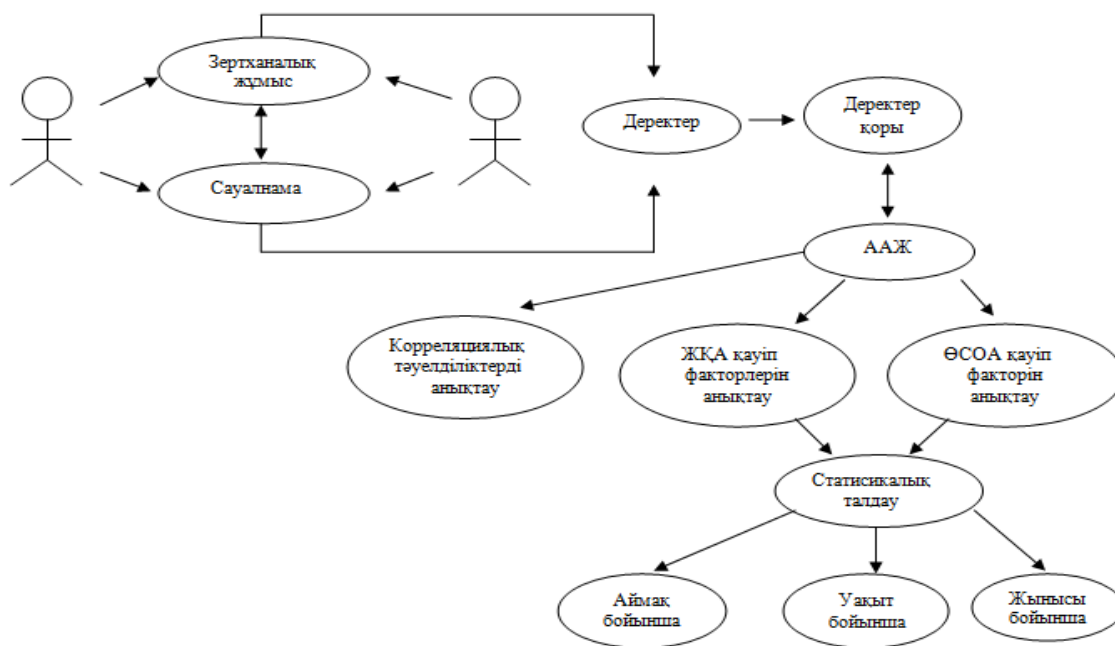 Зертханалық
жұмыс
Сауалнама
Деректер
Деректер
қоры
ААЖ
Корреляциялық
тәуелділіктерді
анықтау
ЖҚА қауіп
факторлерін
анықтау
ӨСОА қауіп
факторін
анықтау
Статисикалық
талдау
Аймақ
бойынша
Уақыт
бойынша
Жынысы
бойынша